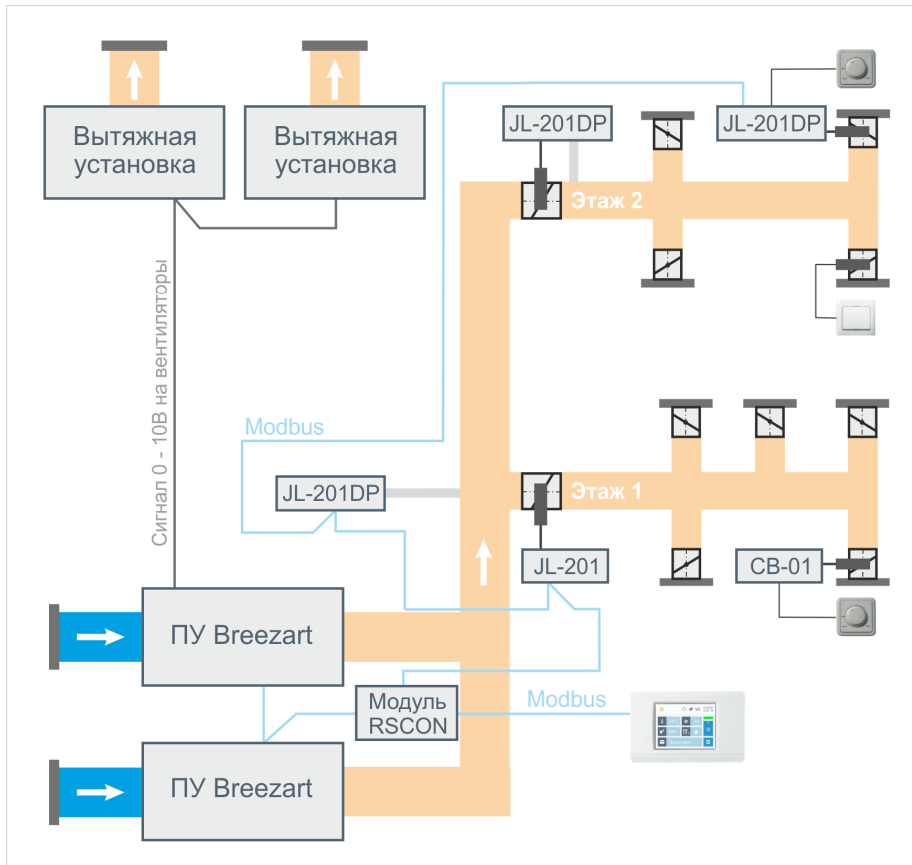 Вытяжная
установка
Вытяжная
установка
JL-201DP
JL-201DP
Этаж 2
Сигнал 0 - 10В на вентиляторы
Modbus
JL-201DP
Этаж 1
JL-201
СВ-01
ПУ Breezart
Модуль
RSCON
Modbus
ПУ Breezart